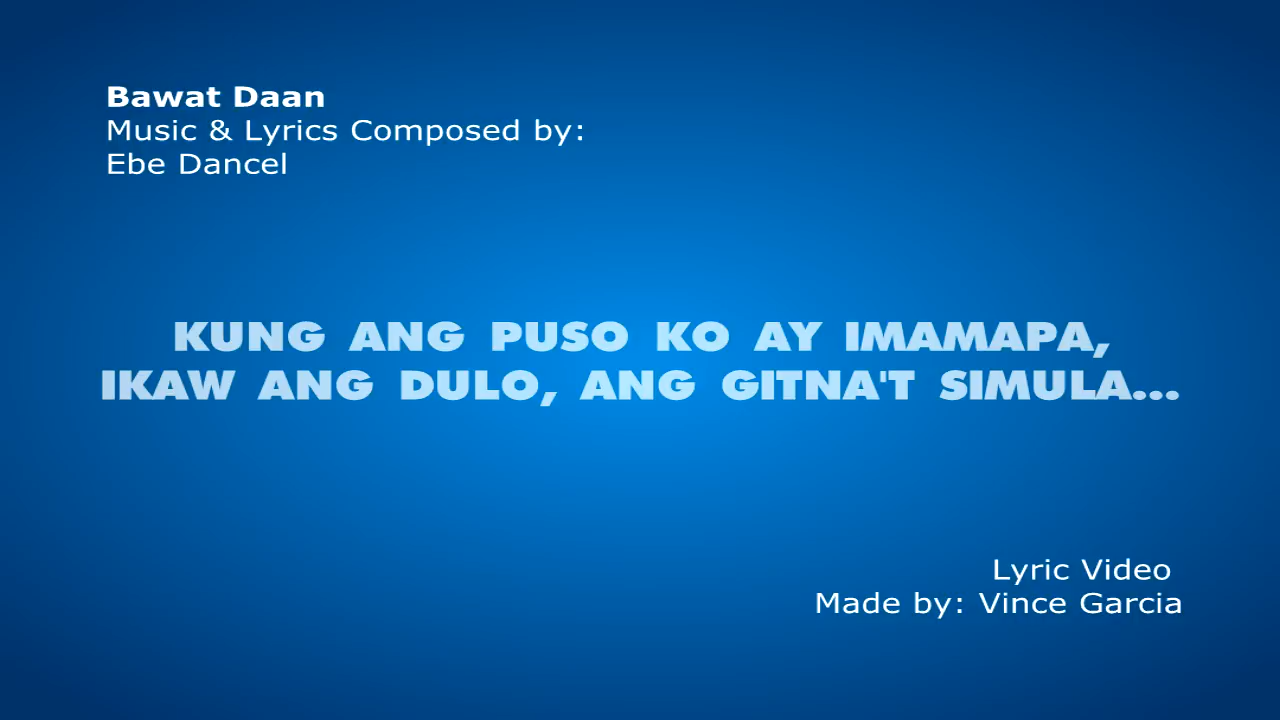 Bawat Daan
Music & Lyrics Composed by:
Ebe Dancel
KUNG ANG PUSO KO AY IMAMAPA,
IKAW ANG DULO, ANG GITNA'T SIMULA...
Lyric Video
Made by: Vince Garcia